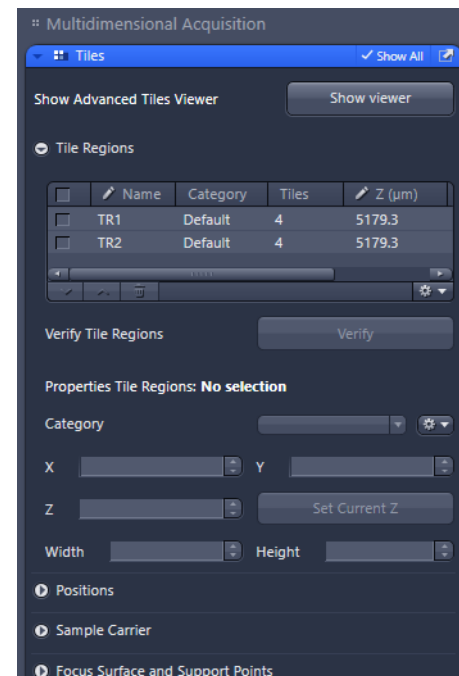 Multidimensional Acquisition
Tiles Show All
Show Advanced Tiles Viewer Show viewer
Tile Regions
Name Category Tiles Z (μm)
TR1 Default 4 5179.3
TR2 Default 4 5179.3
Verify Tile Regions Verify
Properties Tile Regions: No selection
Category
X Y
Z Set Current Z
Width Height
Positions
Sample Carrier
Focus Surface and Support Points